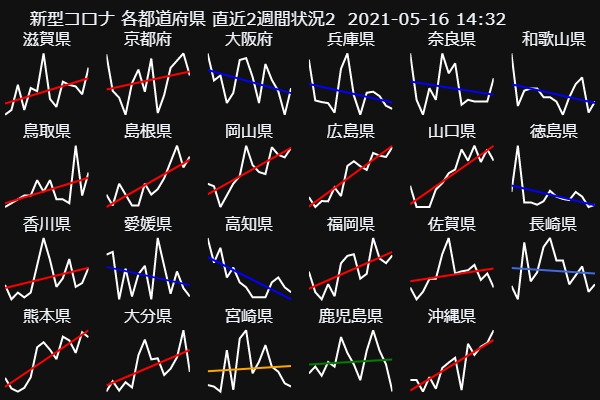 新型コロナ 各都道府県 直近2週間状況2 2021-05-16 14:32
滋賀県 京都府 大阪府 兵庫県 奈良県 和歌山県
鳥取県 島根県 岡山県 広島県 山口県 徳島県
香川県 愛媛県 高知県 福岡県 佐賀県 長崎県
熊本県 大分県 宮崎県 鹿児島県 沖縄県